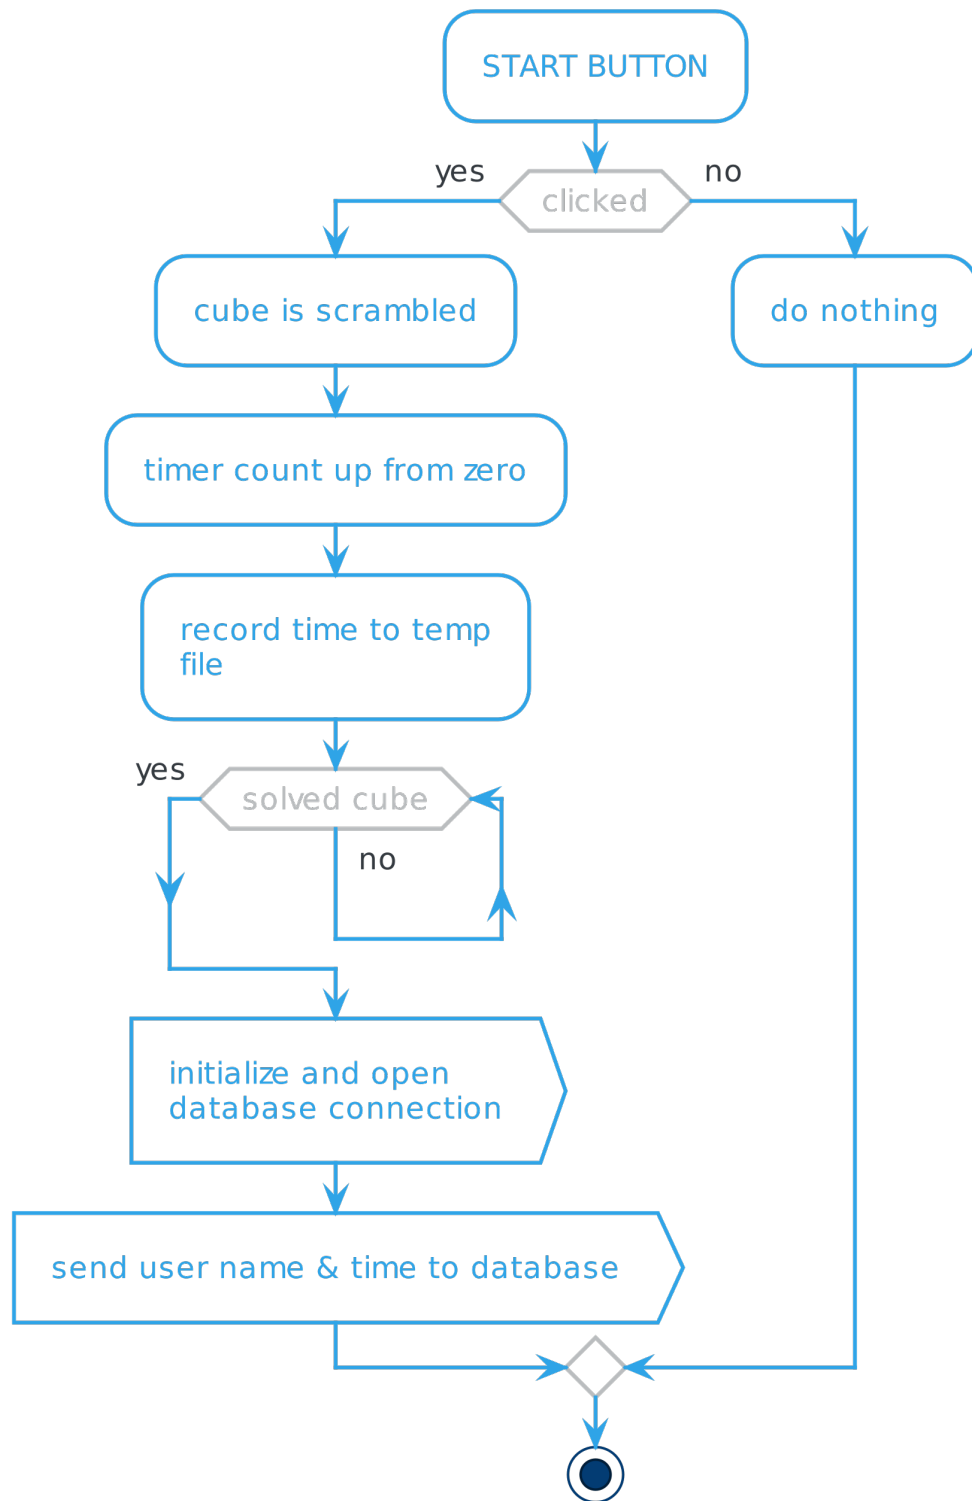 START BUTTON
yes
clicked
no
cube is scrambled
do nothing
timer count up from zero
record time to temp
file
yes
solved cube
no
initialize and open
database connection
send user name & time to database